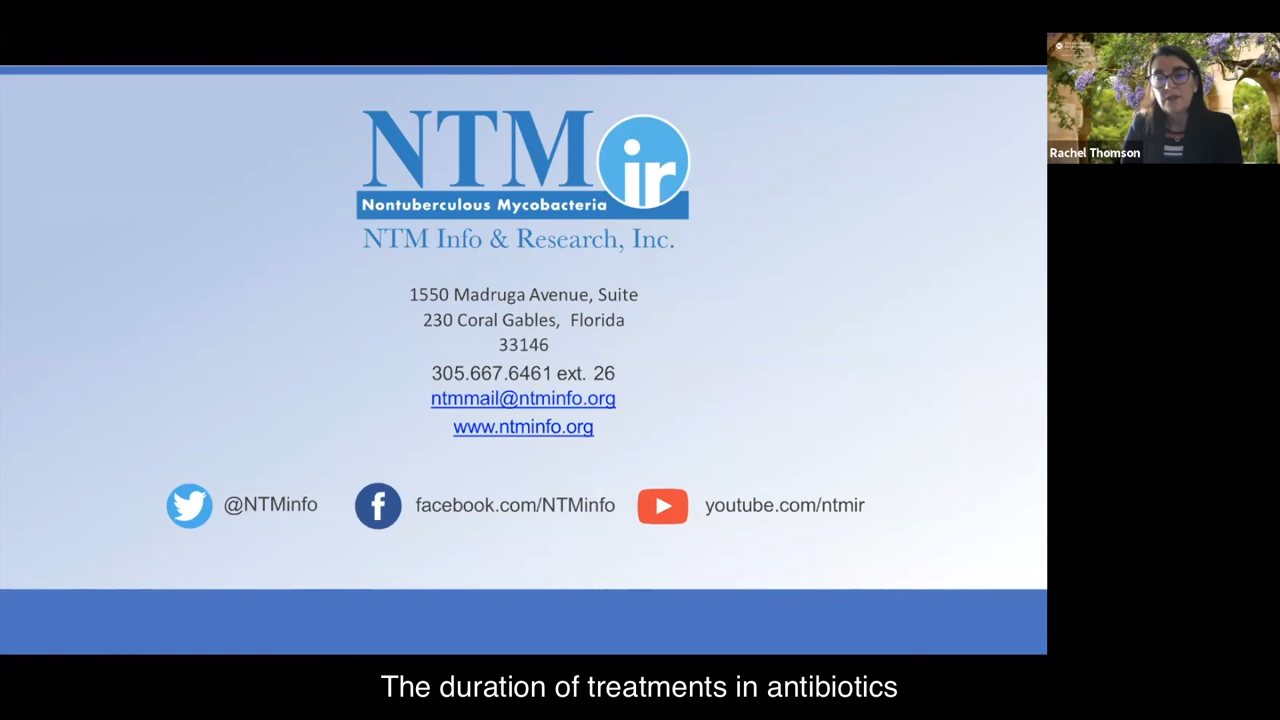 NTM
ir
Nontuberculous Mycobacteria
NTM Info & Research, Inc.
1550 Madruga Avenue, Suite
230 Coral Gables, Florida
33146
305.667.6461 ext. 26
ntmmail@ntminfo.org
www.ntminfo.org
@NTMinfo
facebook.com/NTMinfo
youtube.com/ntmir
Rachel Thomson
The duration of treatments in antibiotics